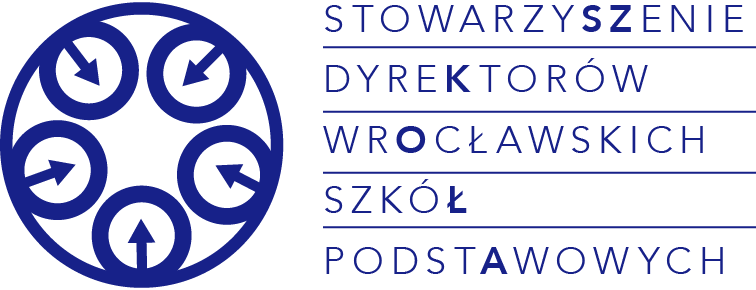 STOWARZYSZENIE
DYREKTORÓW
WROCŁAWSKICH
SZKÓŁ
PODSTAWOWYCH